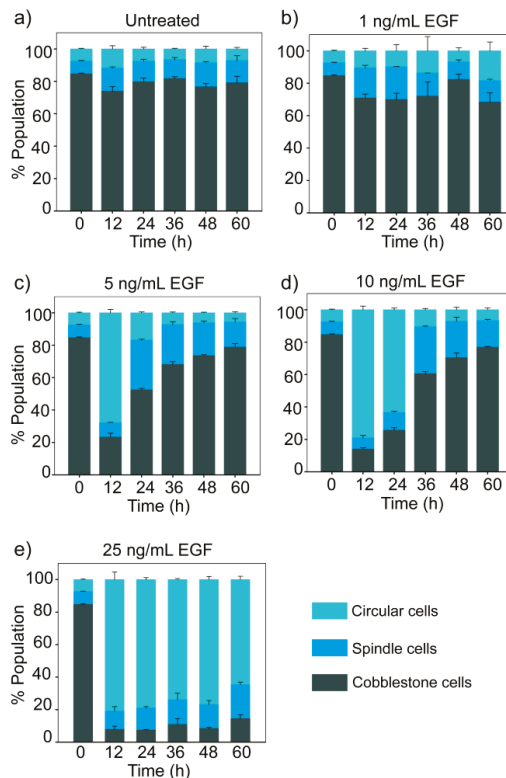 a) Untreated
% Population
100
80
60
40
20
0
0 12 24 36 48 60
Time (h)
b) 1 ng/mL EGF
100
80
60
40
20
0
0 12 24 36 48 60
Time (h)
c) 5 ng/mL EGF
% Population
100
80
60
40
20
0
0 12 24 36 48 60
Time (h)
d) 10 ng/mL EGF
% Population
100
80
60
40
20
0
0 12 24 36 48 60
Time (h)
e) 25 ng/mL EGF
% Population
100
80
60
40
20
0
0 12 24 36 48 60
Time (h)
Circular cells
Spindle cells
Cobblestone cells